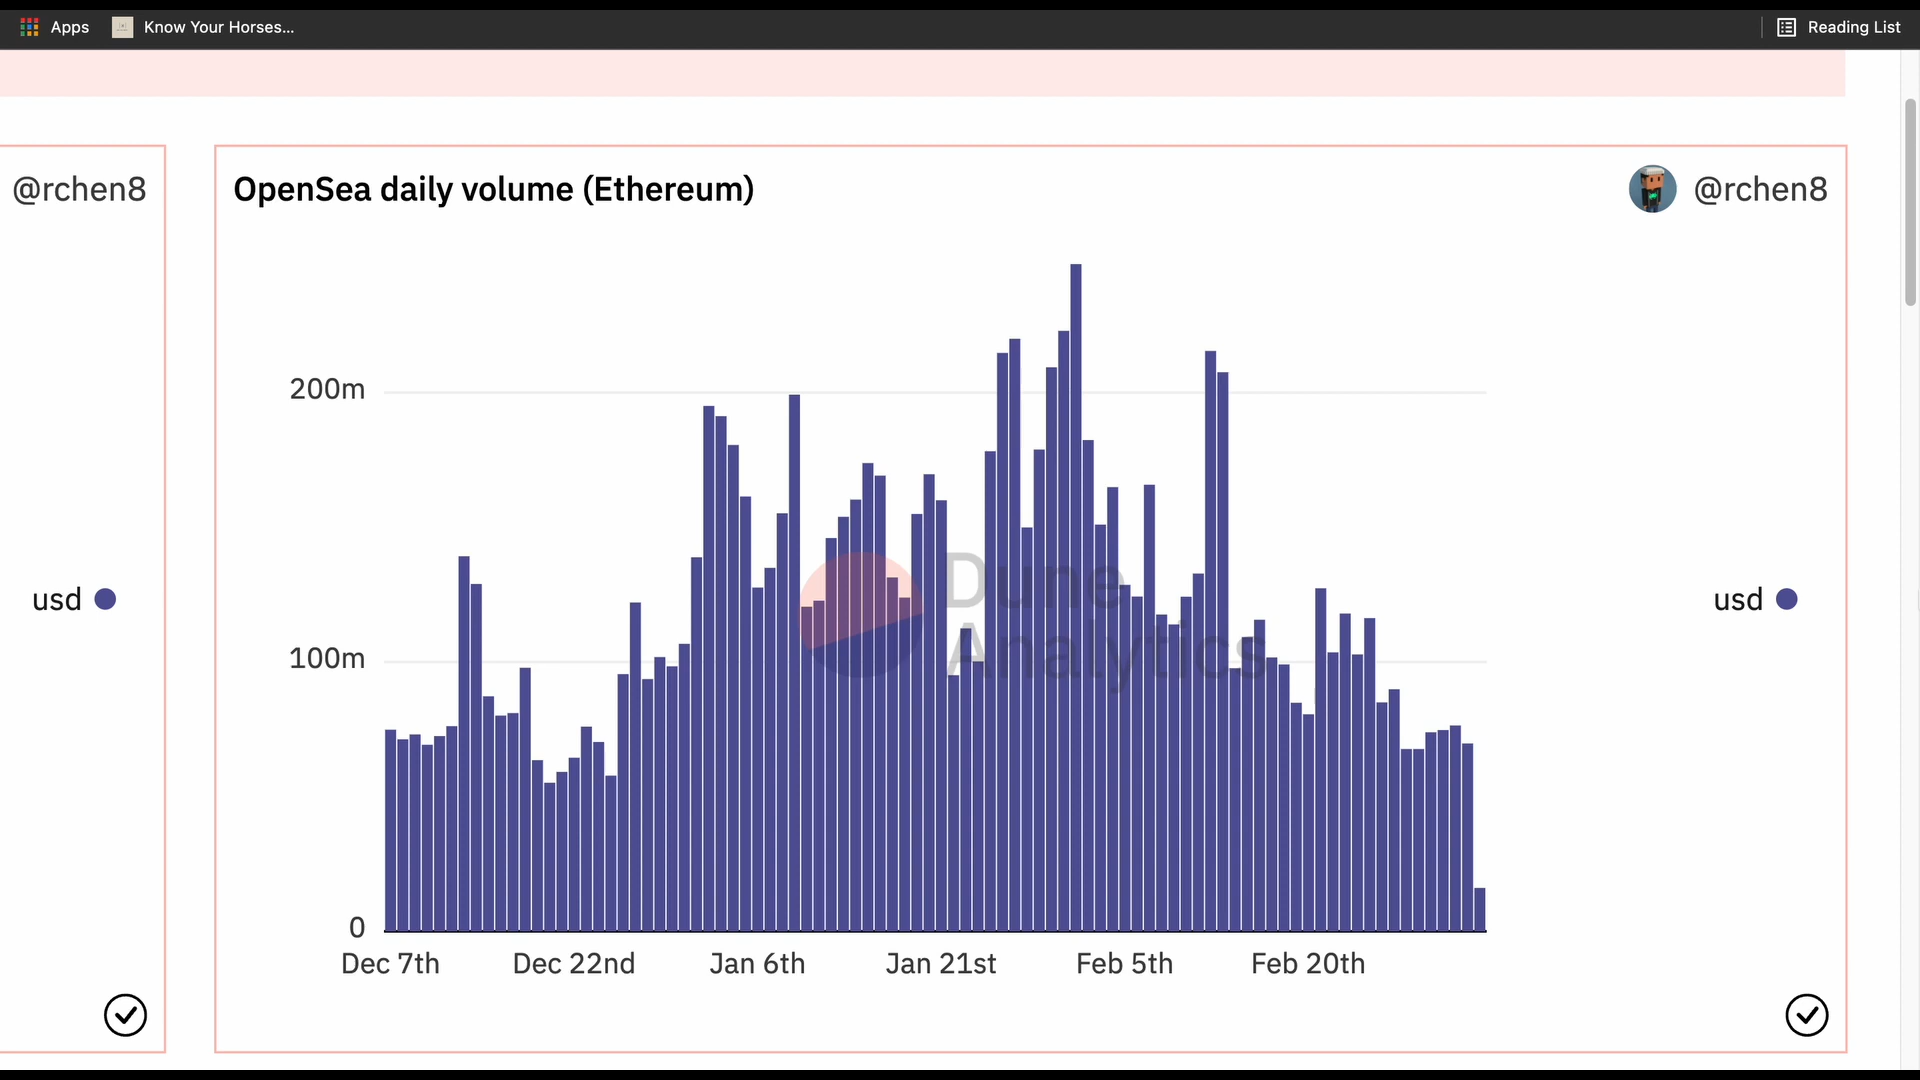 Apps
Know Your Horses...
Reading List
@rchen8
OpenSea daily volume (Ethereum)
@rchen8
200m
Dune
usd
usd
Analytics
100m
0
Dec 7th
Dec 22nd
Jan 6th
Jan 21st
Feb 5th
Feb 20th